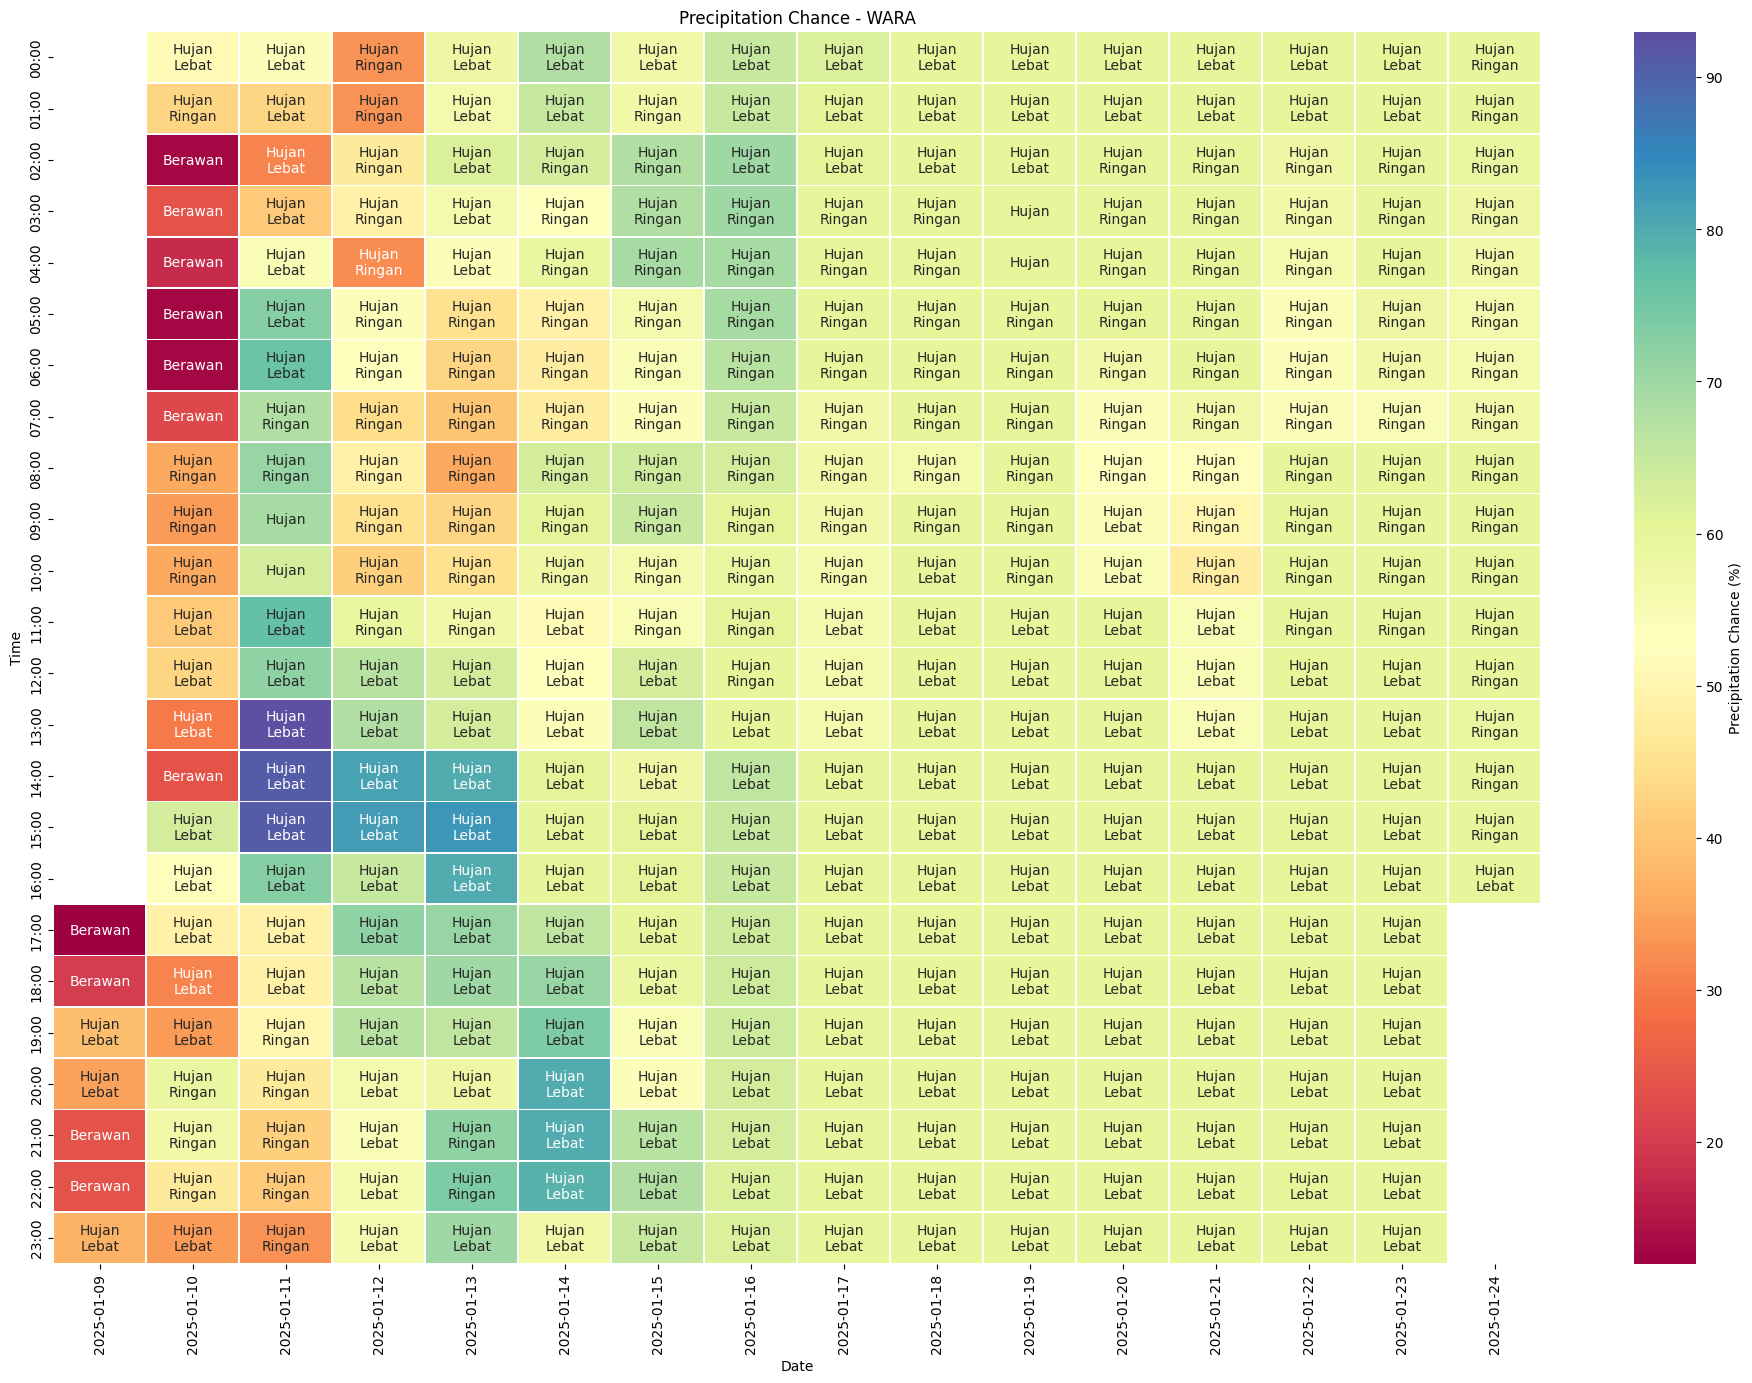 Precipitation Chance - WARA
00:00 Hujan Lebat Hujan Lebat Hujan Ringan Hujan Lebat Hujan Lebat Hujan Lebat Hujan Lebat Hujan Lebat Hujan Lebat Hujan Lebat Hujan Lebat Hujan Lebat Hujan Lebat Hujan Lebat Hujan Ringan
01:00 Hujan Ringan Hujan Lebat Hujan Ringan Hujan Lebat Hujan Lebat Hujan Ringan Hujan Lebat Hujan Lebat Hujan Lebat Hujan Lebat Hujan Lebat Hujan Lebat Hujan Lebat Hujan Lebat Hujan Ringan
02:00 Berawan Hujan Lebat Hujan Ringan Hujan Lebat Hujan Ringan Hujan Ringan Hujan Lebat Hujan Lebat Hujan Lebat Hujan Lebat Hujan Ringan Hujan Ringan Hujan Ringan Hujan Ringan Hujan Ringan
03:00 Berawan Hujan Lebat Hujan Ringan Hujan Lebat Hujan Ringan Hujan Ringan Hujan Ringan Hujan Ringan Hujan Ringan Hujan Hujan Ringan Hujan Ringan Hujan Ringan Hujan Ringan Hujan Ringan
04:00 Berawan Hujan Lebat Hujan Ringan Hujan Lebat Hujan Ringan Hujan Ringan Hujan Ringan Hujan Ringan Hujan Ringan Hujan Hujan Ringan Hujan Ringan Hujan Ringan Hujan Ringan Hujan Ringan
05:00 Berawan Hujan Lebat Hujan Ringan Hujan Ringan Hujan Ringan Hujan Ringan Hujan Ringan Hujan Ringan Hujan Ringan Hujan Ringan Hujan Ringan Hujan Ringan Hujan Ringan Hujan Ringan Hujan Ringan
06:00 Berawan Hujan Lebat Hujan Ringan Hujan Ringan Hujan Ringan Hujan Ringan Hujan Ringan Hujan Ringan Hujan Ringan Hujan Ringan Hujan Ringan Hujan Ringan Hujan Ringan Hujan Ringan Hujan Ringan
07:00 Berawan Hujan Ringan Hujan Ringan Hujan Ringan Hujan Ringan Hujan Ringan Hujan Ringan Hujan Ringan Hujan Ringan Hujan Ringan Hujan Ringan Hujan Ringan Hujan Ringan Hujan Ringan Hujan Ringan
08:00 Hujan Ringan Hujan Ringan Hujan Ringan Hujan Ringan Hujan Ringan Hujan Ringan Hujan Ringan Hujan Ringan Hujan Ringan Hujan Ringan Hujan Ringan Hujan Ringan Hujan Ringan Hujan Ringan Hujan Ringan
09:00 Hujan Ringan Hujan Hujan Ringan Hujan Ringan Hujan Ringan Hujan Ringan Hujan Ringan Hujan Ringan Hujan Ringan Hujan Ringan Hujan Lebat Hujan Ringan Hujan Ringan Hujan Ringan Hujan Ringan
10:00 Hujan Ringan Hujan Hujan Ringan Hujan Ringan Hujan Ringan Hujan Ringan Hujan Ringan Hujan Ringan Hujan Lebat Hujan Ringan Hujan Lebat Hujan Ringan Hujan Ringan Hujan Ringan Hujan Ringan
11:00 Hujan Lebat Hujan Lebat Hujan Ringan Hujan Ringan Hujan Lebat Hujan Ringan Hujan Ringan Hujan Lebat Hujan Lebat Hujan Lebat Hujan Lebat Hujan Lebat Hujan Ringan Hujan Ringan Hujan Ringan
12:00 Hujan Lebat Hujan Lebat Hujan Lebat Hujan Lebat Hujan Lebat Hujan Lebat Hujan Ringan Hujan Lebat Hujan Lebat Hujan Lebat Hujan Lebat Hujan Lebat Hujan Lebat Hujan Lebat Hujan Ringan
13:00 Hujan Lebat Hujan Lebat Hujan Lebat Hujan Lebat Hujan Lebat Hujan Lebat Hujan Lebat Hujan Lebat Hujan Lebat Hujan Lebat Hujan Lebat Hujan Lebat Hujan Lebat Hujan Lebat Hujan Ringan
14:00 Berawan Hujan Lebat Hujan Lebat Hujan Lebat Hujan Lebat Hujan Lebat Hujan Lebat Hujan Lebat Hujan Lebat Hujan Lebat Hujan Lebat Hujan Lebat Hujan Lebat Hujan Lebat Hujan Ringan
15:00 Hujan Lebat Hujan Lebat Hujan Lebat Hujan Lebat Hujan Lebat Hujan Lebat Hujan Lebat Hujan Lebat Hujan Lebat Hujan Lebat Hujan Lebat Hujan Lebat Hujan Lebat Hujan Lebat Hujan Ringan
16:00 Hujan Lebat Hujan Lebat Hujan Lebat Hujan Lebat Hujan Lebat Hujan Lebat Hujan Lebat Hujan Lebat Hujan Lebat Hujan Lebat Hujan Lebat Hujan Lebat Hujan Lebat Hujan Lebat Hujan Lebat
17:00 Berawan Hujan Lebat Hujan Lebat Hujan Lebat Hujan Lebat Hujan Lebat Hujan Lebat Hujan Lebat Hujan Lebat Hujan Lebat Hujan Lebat Hujan Lebat Hujan Lebat Hujan Lebat Hujan Lebat
18:00 Berawan Hujan Lebat Hujan Lebat Hujan Lebat Hujan Lebat Hujan Lebat Hujan Lebat Hujan Lebat Hujan Lebat Hujan Lebat Hujan Lebat Hujan Lebat Hujan Lebat Hujan Lebat Hujan Lebat
19:00 Hujan Lebat Hujan Lebat Hujan Ringan Hujan Lebat Hujan Lebat Hujan Lebat Hujan Lebat Hujan Lebat Hujan Lebat Hujan Lebat Hujan Lebat Hujan Lebat Hujan Lebat Hujan Lebat Hujan Lebat
20:00 Hujan Lebat Hujan Ringan Hujan Ringan Hujan Lebat Hujan Lebat Hujan Lebat Hujan Lebat Hujan Lebat Hujan Lebat Hujan Lebat Hujan Lebat Hujan Lebat Hujan Lebat Hujan Lebat Hujan Lebat
21:00 Berawan Hujan Ringan Hujan Ringan Hujan Lebat Hujan Ringan Hujan Lebat Hujan Lebat Hujan Lebat Hujan Lebat Hujan Lebat Hujan Lebat Hujan Lebat Hujan Lebat Hujan Lebat Hujan Lebat
22:00 Berawan Hujan Ringan Hujan Ringan Hujan Lebat Hujan Ringan Hujan Lebat Hujan Lebat Hujan Lebat Hujan Lebat Hujan Lebat Hujan Lebat Hujan Lebat Hujan Lebat Hujan Lebat Hujan Lebat
23:00 Hujan Lebat Hujan Lebat Hujan Ringan Hujan Lebat Hujan Lebat Hujan Lebat Hujan Lebat Hujan Lebat Hujan Lebat Hujan Lebat Hujan Lebat Hujan Lebat Hujan Lebat Hujan Lebat Hujan Lebat
Time
2025-01-09 2025-01-10 2025-01-11 2025-01-12 2025-01-13 2025-01-14 2025-01-15 2025-01-16 2025-01-17 2025-01-18 2025-01-19 2025-01-20 2025-01-21 2025-01-22 2025-01-23 2025-01-24
Date
90
80
70
60
50
40
30
20
Precipitation Chance (%)